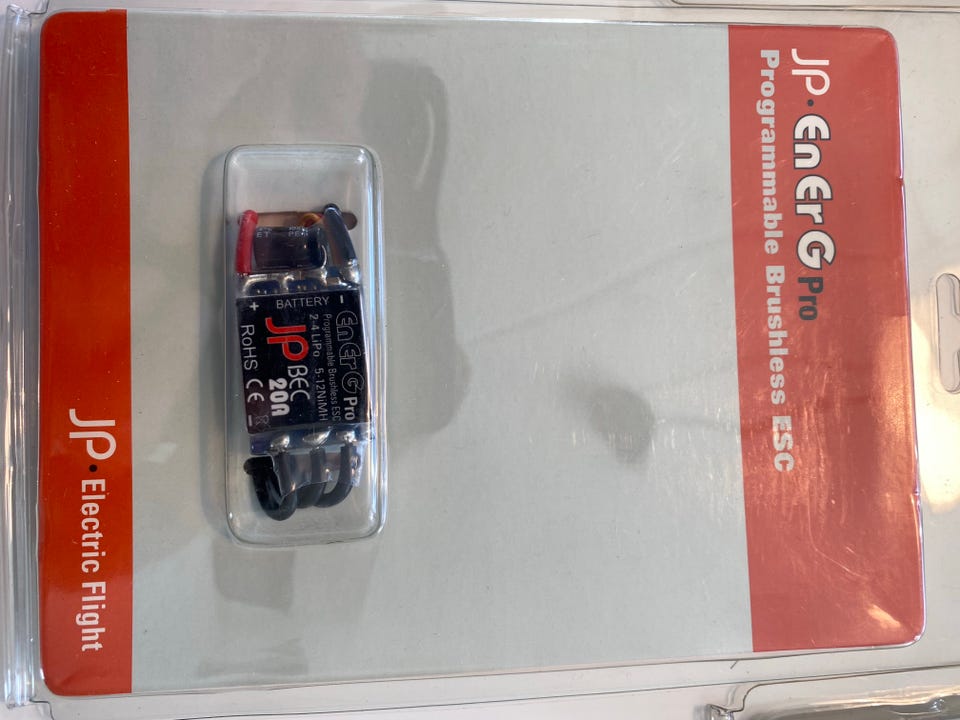 JP·EnErG Pro
Programmable Brushless ESC
BATTERY
+ -
EnErG Pro
Programmable Brushless ESC
2-4 LiPo 5-12NiMH
JP BEC
20A
RoHS CE
JP·Electric Flight